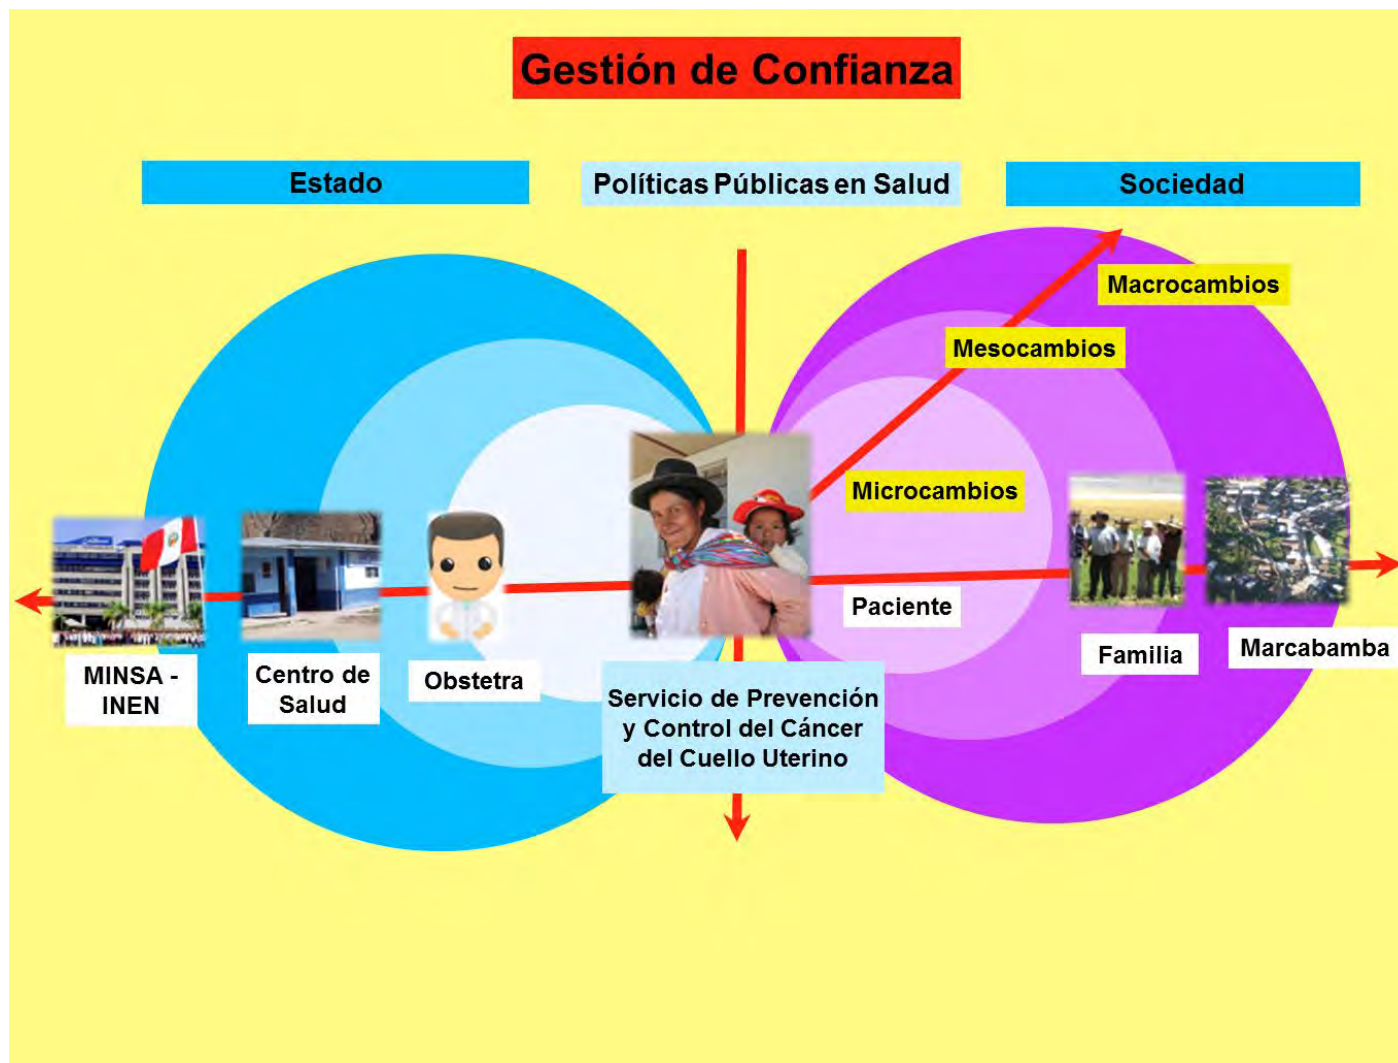 Gestión de Confianza
Estado
Políticas Públicas en Salud
Sociedad
Macrocambios
Mesocambios
Microcambios
Paciente
MINSA -
INEN
Centro de
Salud
Obstetra
Servicio de Prevención
y Control del Cáncer
del Cuello Uterino
Familia
Marcabamba